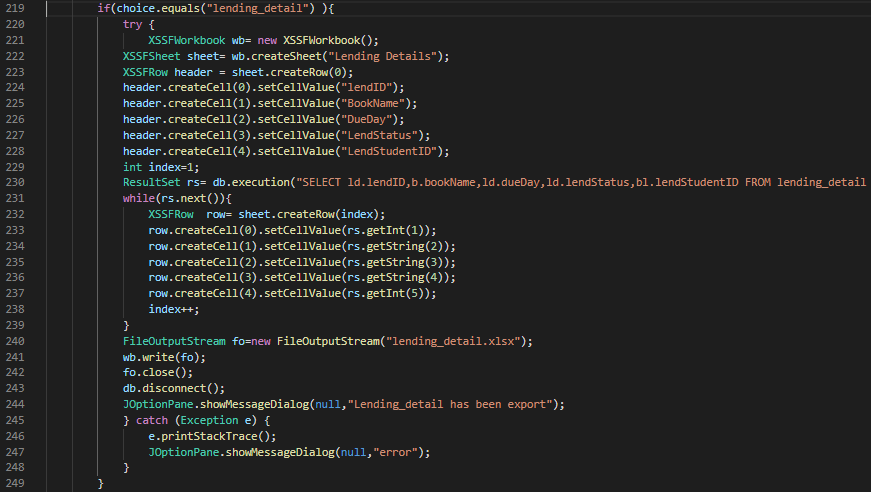 219 if(choice.equals("lending_detail") ){
220 try {
221 XSSFWorkbook wb= new XSSFWorkbook();
222 XSSFSheet sheet= wb.createSheet("Lending Details");
223 XSSFRow header = sheet.createRow(0);
224 header.createCell(0).setCellValue("lendID");
225 header.createCell(1).setCellValue("BookName");
226 header.createCell(2).setCellValue("DueDay");
227 header.createCell(3).setCellValue("LendStatus");
228 header.createCell(4).setCellValue("LendStudentID");
229 int index=1;
230 ResultSet rs= db.execution("SELECT ld.lendID,b.bookName,ld.dueDay,ld.lendStatus,bl.lendStudentID FROM lending_detail
231 while(rs.next()){
232 XSSFRow  row= sheet.createRow(index);
233 row.createCell(0).setCellValue(rs.getInt(1));
234 row.createCell(1).setCellValue(rs.getString(2));
235 row.createCell(2).setCellValue(rs.getString(3));
236 row.createCell(3).setCellValue(rs.getString(4));
237 row.createCell(4).setCellValue(rs.getInt(5));
238 index++;
239 }
240 FileOutputStream fo=new FileOutputStream("lending_detail.xlsx");
241 wb.write(fo);
242 fo.close();
243 db.disconnect();
244 JOptionPane.showMessageDialog(null,"Lending_detail has been export");
245 } catch (Exception e) {
246 e.printStackTrace();
247 JOptionPane.showMessageDialog(null,"error");
248 }
249 }